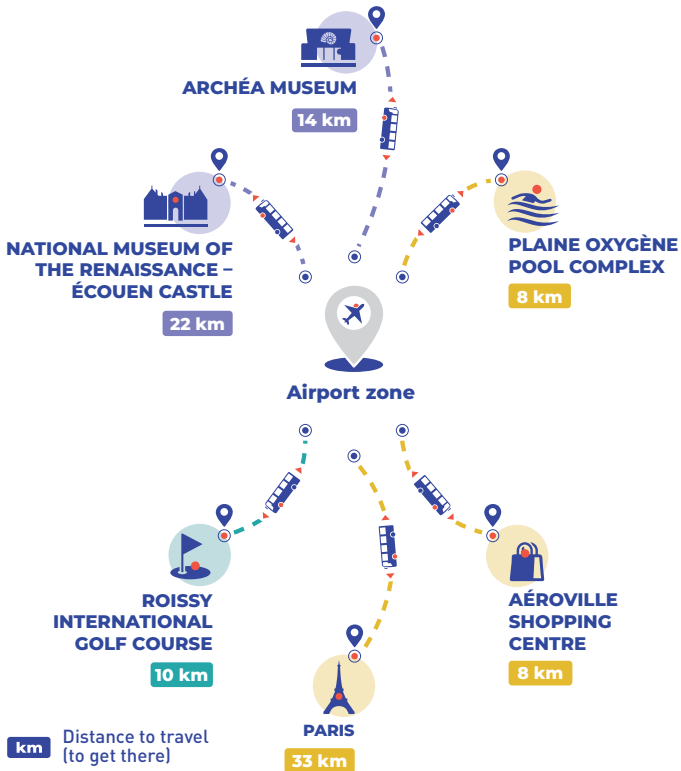 ARCHÉA MUSEUM
14 km
NATIONAL MUSEUM OF
THE RENAISSANCE –
ÉCOUEN CASTLE
22 km
PLAINE OXYGÈNE
POOL COMPLEX
8 km
Airport zone
ROISSY
INTERNATIONAL
GOLF COURSE
10 km
AÉROVILLE
SHOPPING
CENTRE
8 km
PARIS
33 km
km Distance to travel
(to get there)